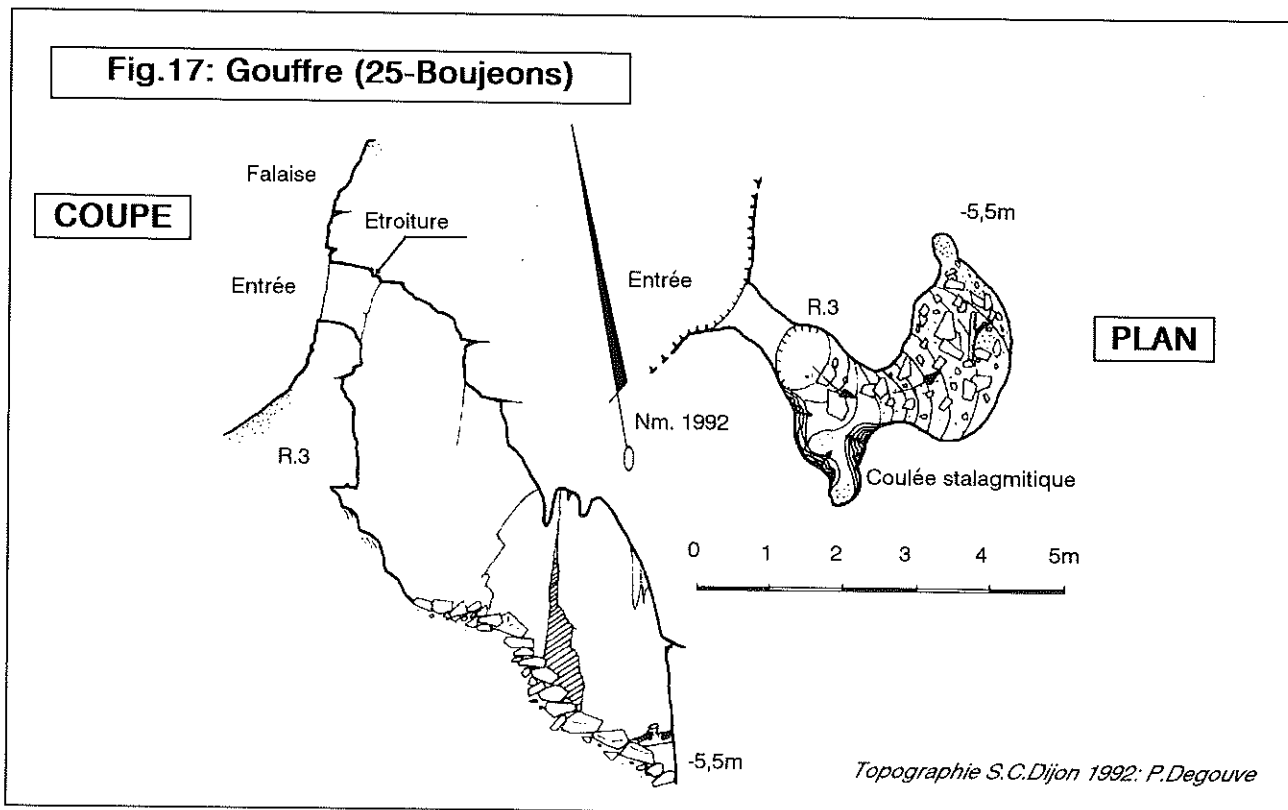 Fig.17: Gouffre (25-Boujeons)
COUPE
Falaise
Etroiture
Entrée
R.3
-5,5m
Nm. 1992
Entrée
R.3
-5,5m
PLAN
Coulée stalagmitique
0 1 2 3 4 5m
Topographie S.C.Dijon 1992: P.Degouve